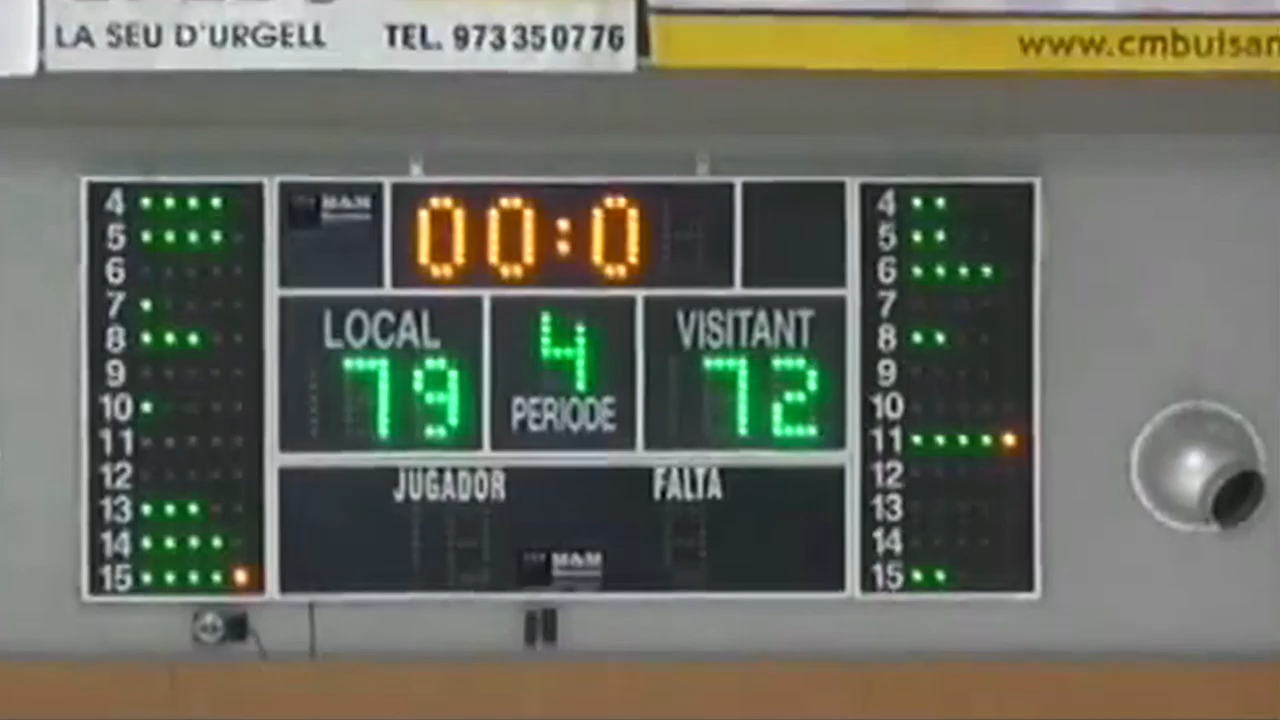 LA SEU D'URGELL TEL. 973350776
www.cmbuisan
4 00:0 4
5 5
6 6
7 LOCAL 4 VISITANT 7
8 79 72 8
9 9
10 PERIODE 10
11 11
12 JUGADOR FALTA 12
13 13
14 14
15 15